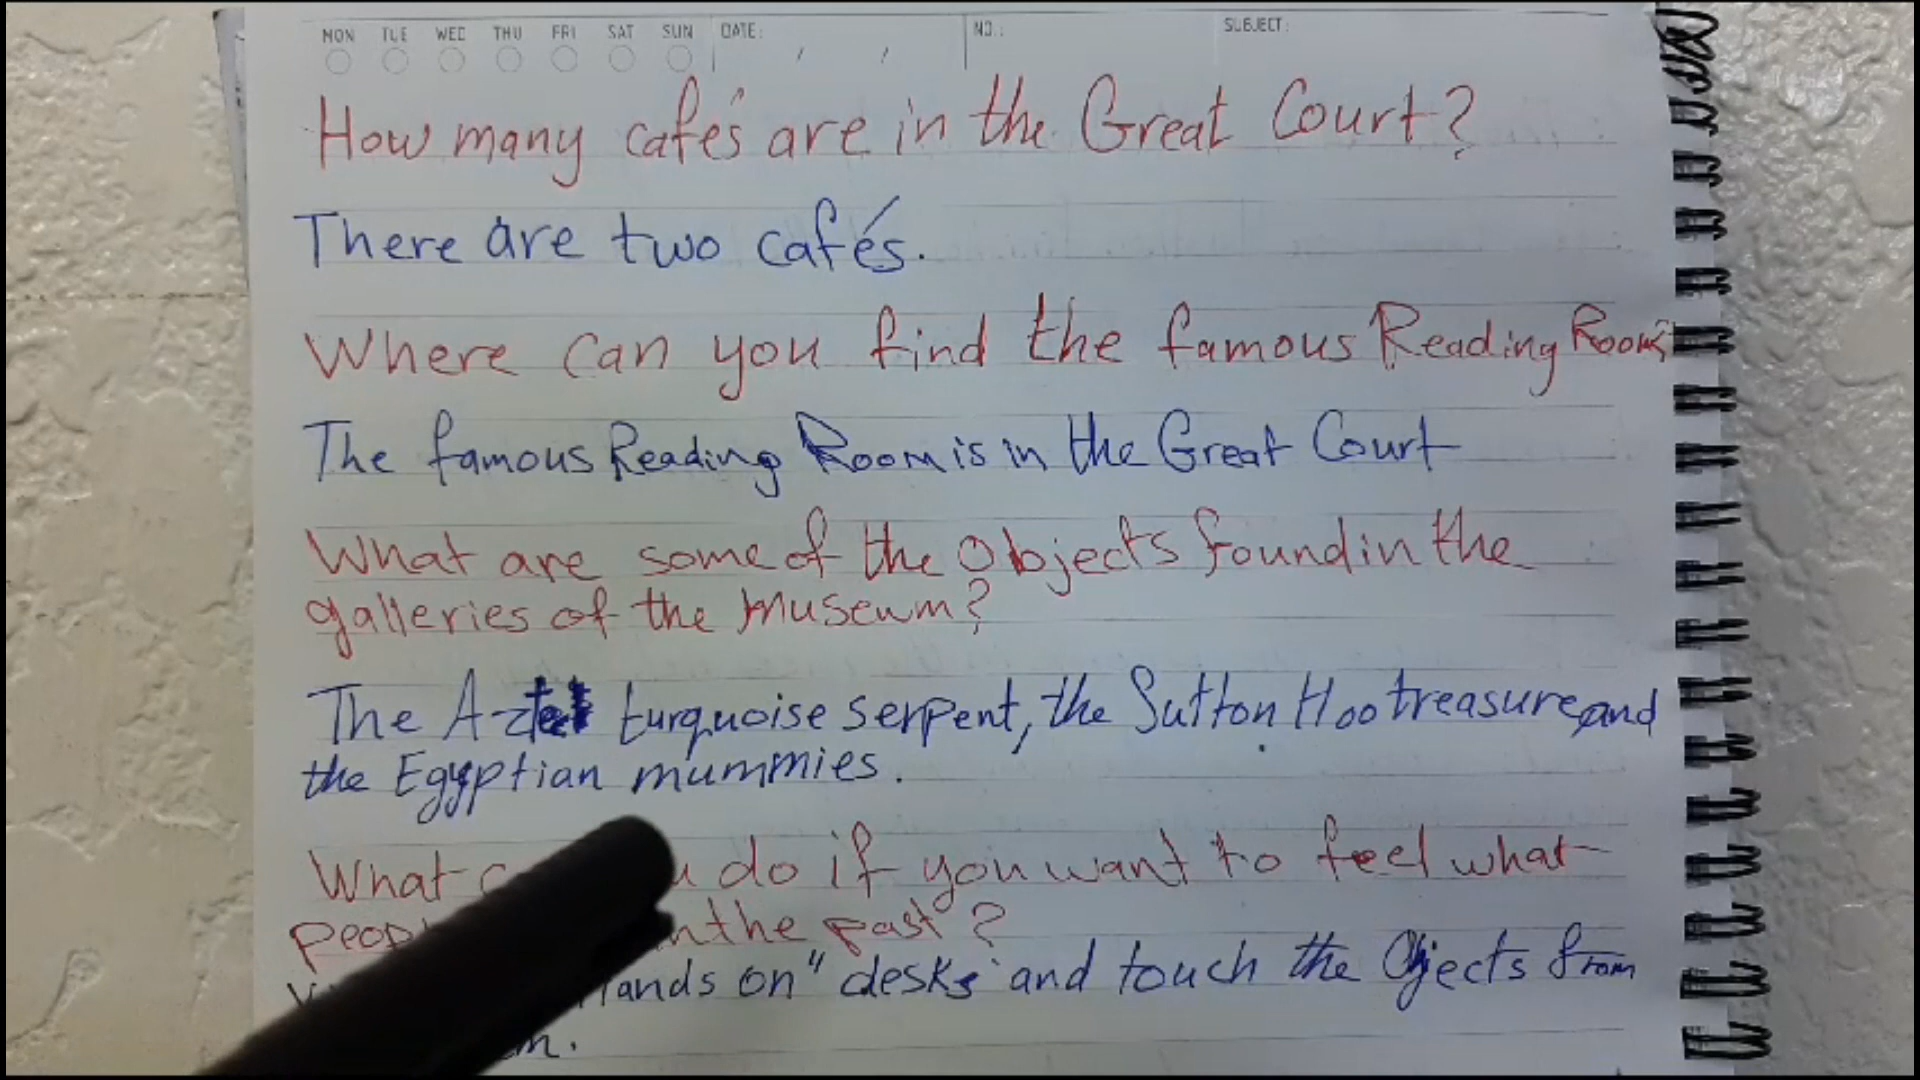 MON TUE WED THU FRI SAT SUN DATE: / / NO.: SUBJECT:
How many cafés are in the Great Court?
There are two cafés.
Where can you find the famous Reading Room?
The famous Reading Room is in the Great Court
What are some of the Objects found in the
galleries of the museum?
The turquoise serpent, the Sutton Hoo treasure, and
the Egyptian mummies.
What do if you want to feel what
the past?
on" desks and touch the Ojects from